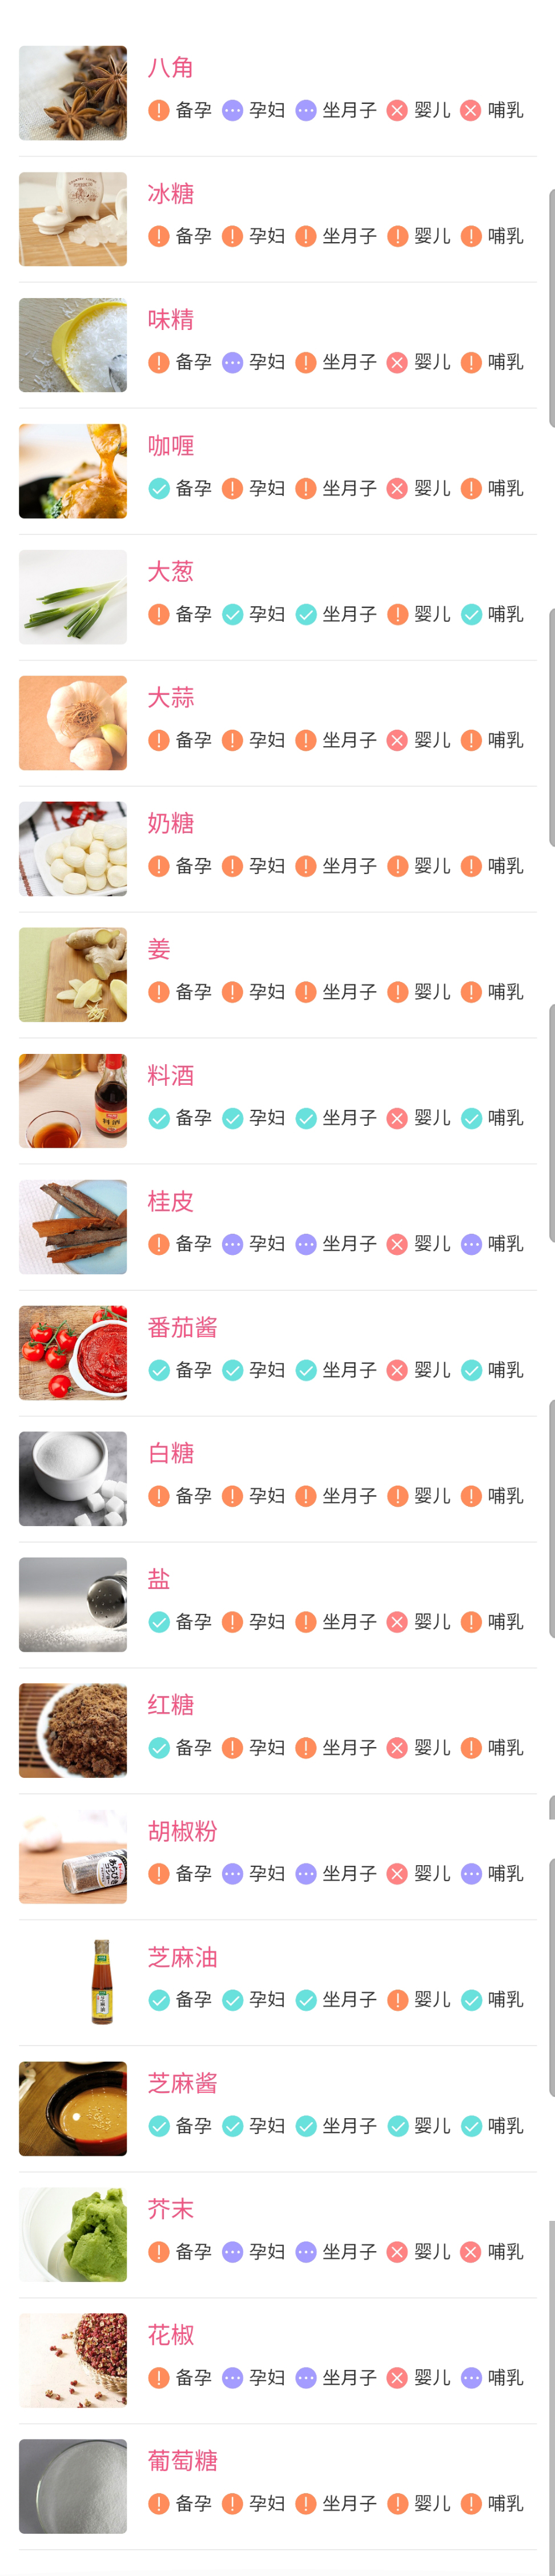 八角
备孕 孕妇 坐月子 婴儿 哺乳
冰糖
备孕 孕妇 坐月子 婴儿 哺乳
味精
备孕 孕妇 坐月子 婴儿 哺乳
咖喱
备孕 孕妇 坐月子 婴儿 哺乳
大葱
备孕 孕妇 坐月子 婴儿 哺乳
大蒜
备孕 孕妇 坐月子 婴儿 哺乳
奶糖
备孕 孕妇 坐月子 婴儿 哺乳
姜
备孕 孕妇 坐月子 婴儿 哺乳
料酒
备孕 孕妇 坐月子 婴儿 哺乳
桂皮
备孕 孕妇 坐月子 婴儿 哺乳
番茄酱
备孕 孕妇 坐月子 婴儿 哺乳
白糖
备孕 孕妇 坐月子 婴儿 哺乳
盐
备孕 孕妇 坐月子 婴儿 哺乳
红糖
备孕 孕妇 坐月子 婴儿 哺乳
胡椒粉
备孕 孕妇 坐月子 婴儿 哺乳
芝麻油
备孕 孕妇 坐月子 婴儿 哺乳
芝麻酱
备孕 孕妇 坐月子 婴儿 哺乳
芥末
备孕 孕妇 坐月子 婴儿 哺乳
花椒
备孕 孕妇 坐月子 婴儿 哺乳
葡萄糖
备孕 孕妇 坐月子 婴儿 哺乳